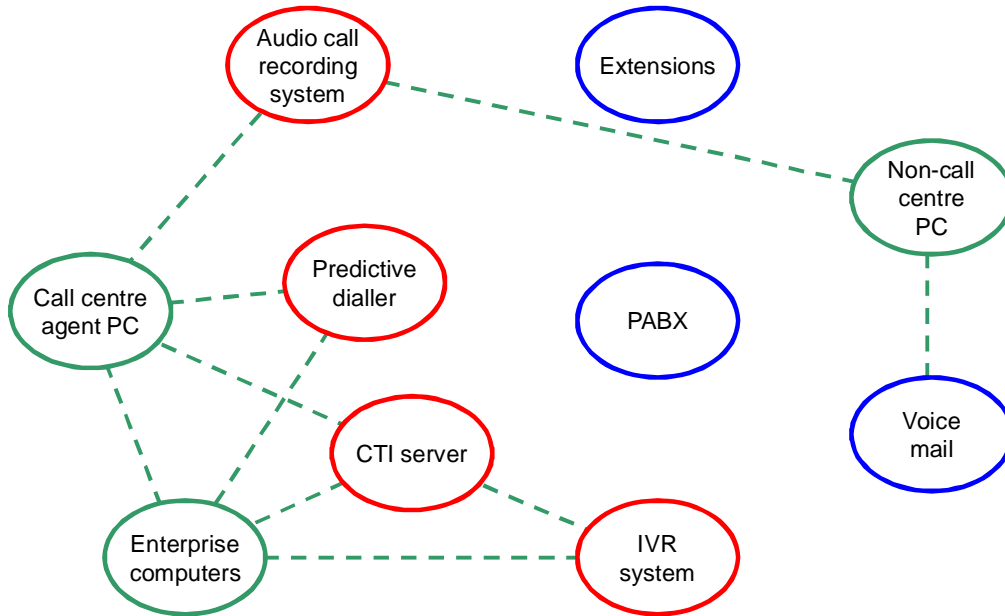 Audio call
recording
system
Extensions
Non-call
centre
PC
Predictive
dialler
Call centre
agent PC
PABX
Voice
mail
CTI server
Enterprise
computers
IVR
system